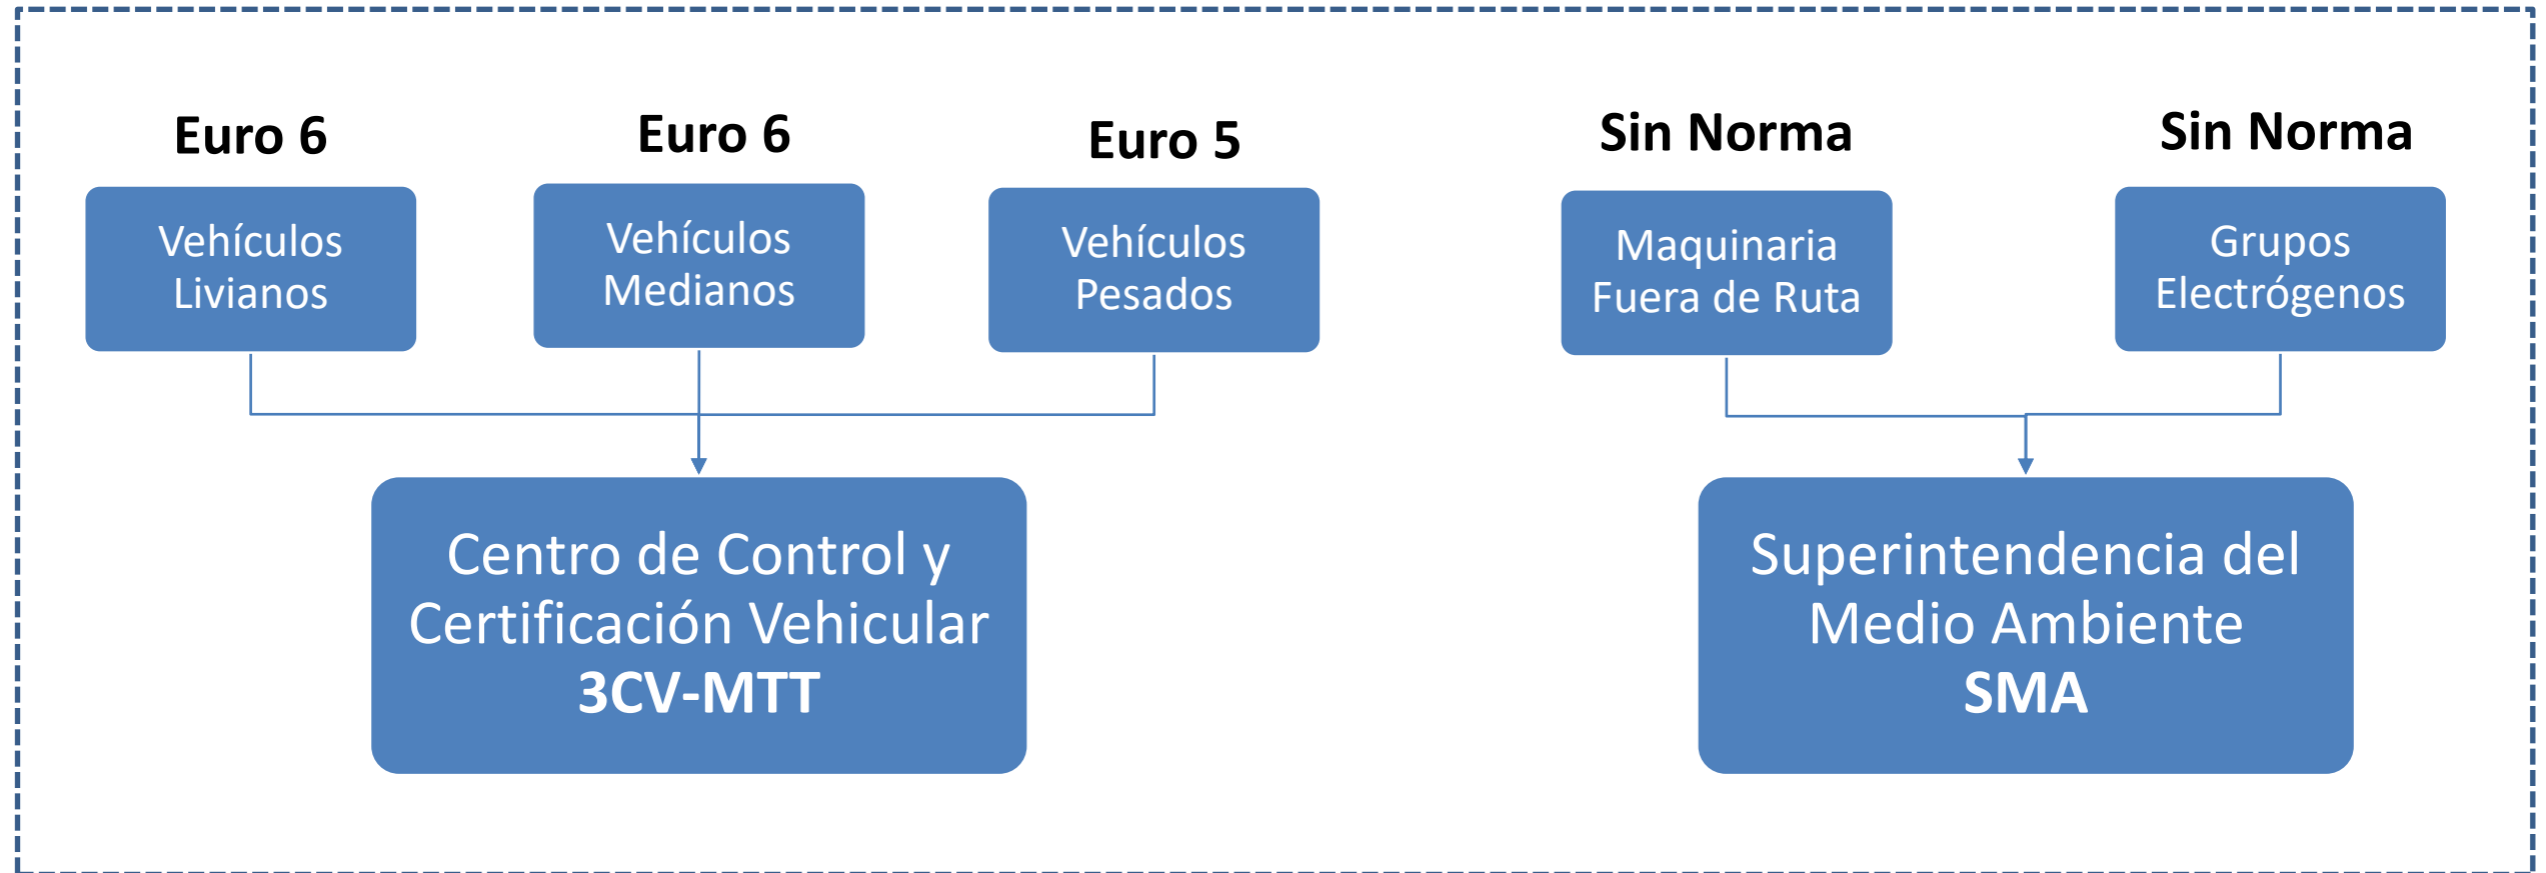 Euro 6
Euro 6
Euro 5
Sin Norma
Sin Norma
Vehículos
Livianos
Vehículos
Medianos
Vehículos
Pesados
Maquinaria
Fuera de Ruta
Grupos
Electrógenos
Centro de Control y
Certificación Vehicular
3CV-MTT
Superintendencia del
Medio Ambiente
SMA